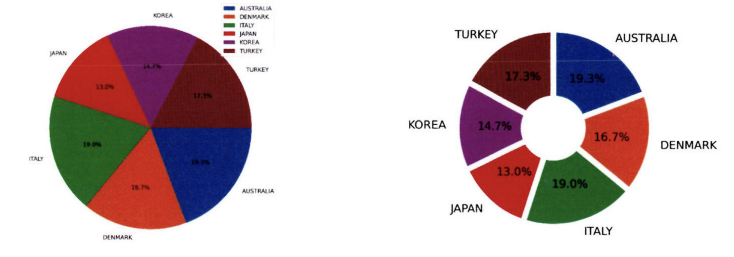 KOREA
AUSTRALIA
DENMARK
ITALY
JAPAN
KOREA
TURKEY
JAPAN
TURKEY
14.7%
13.0%
17.3%
19.0%
19.3%
16.7%
ITALY
AUSTRALIA
DENMARK
TURKEY
AUSTRALIA
17.3%
19.3%
KOREA
14.7%
16.7%
DENMARK
13.0%
19.0%
JAPAN
ITALY